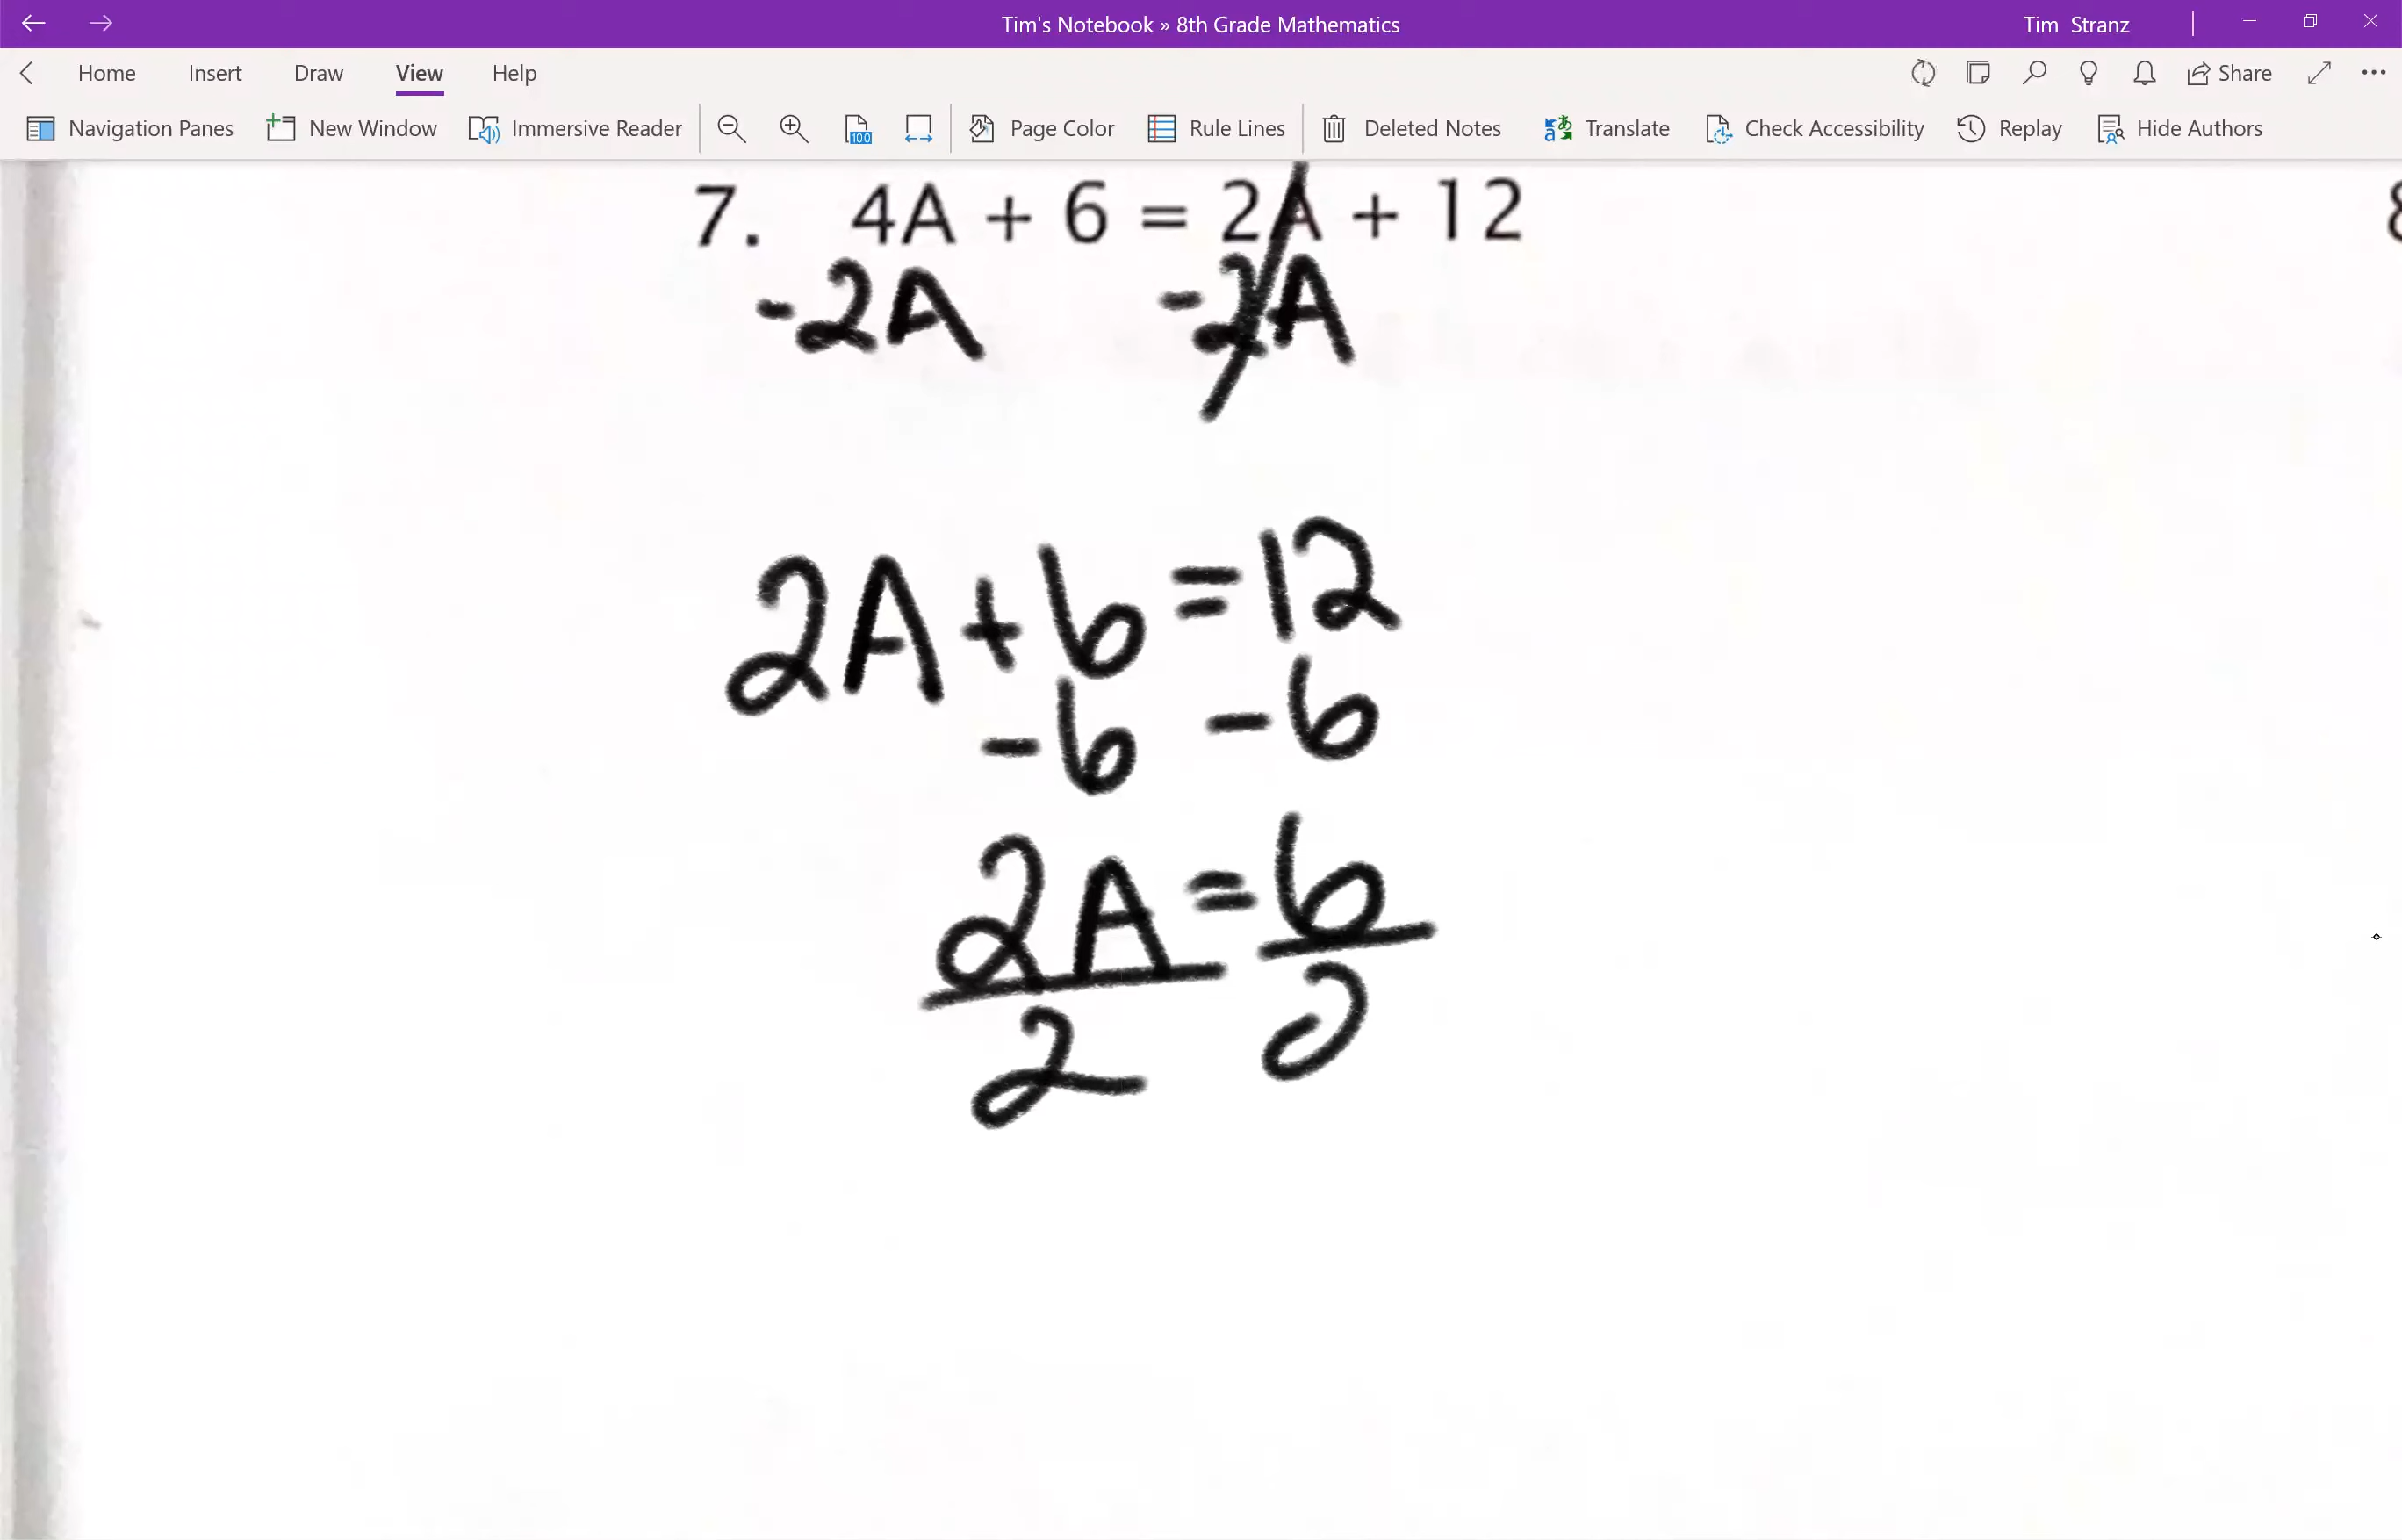 Tim's Notebook » 8th Grade Mathematics Tim Stranz
Home Insert Draw View Help Share
Navigation Panes New Window Immersive Reader 100 Page Color Rule Lines Deleted Notes Translate Check Accessibility Replay Hide Authors
7. 4A + 6 = 2A + 12
-2A -2A
2A + 6 = 12
-6 -6
2A = 6
2 2